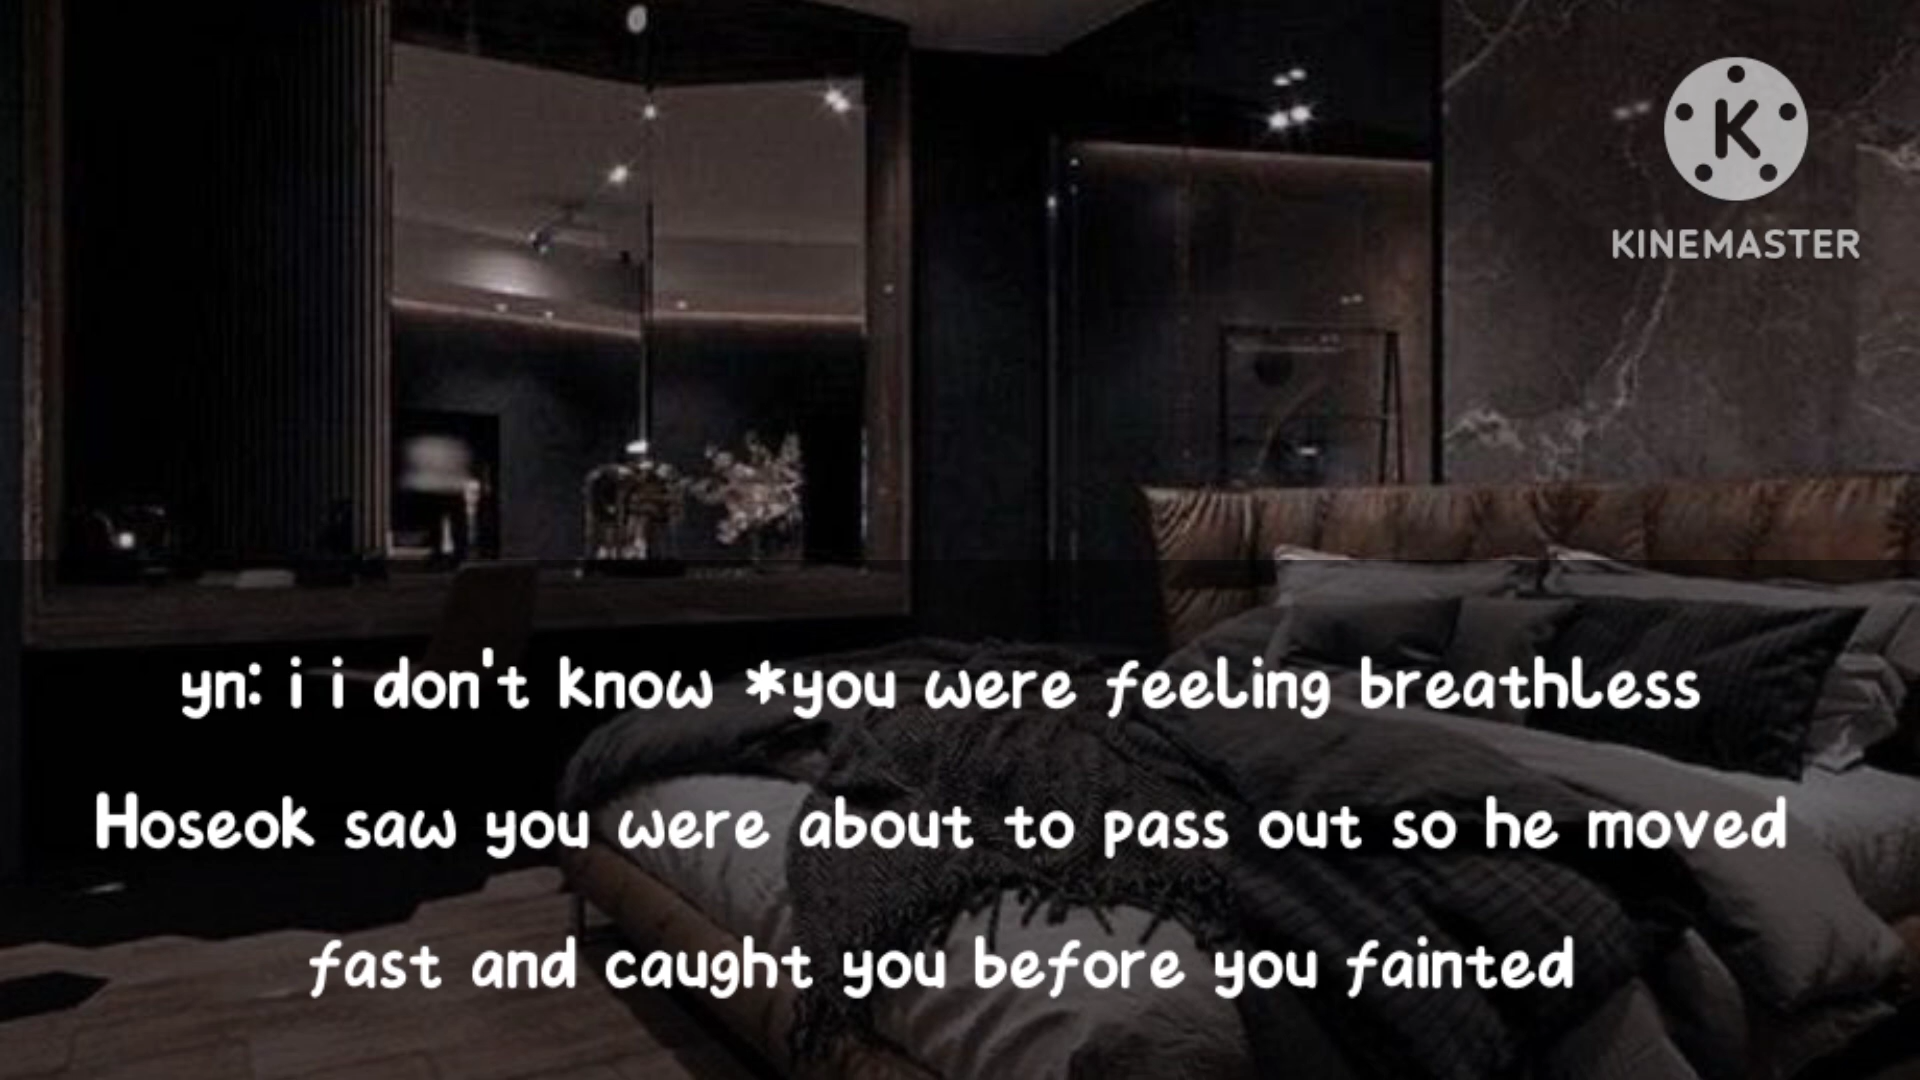 K
KINEMASTER
yn: i i don't know *you were feeling breathless
Hoseok saw you were about to pass out so he moved
fast and caught you before you fainted